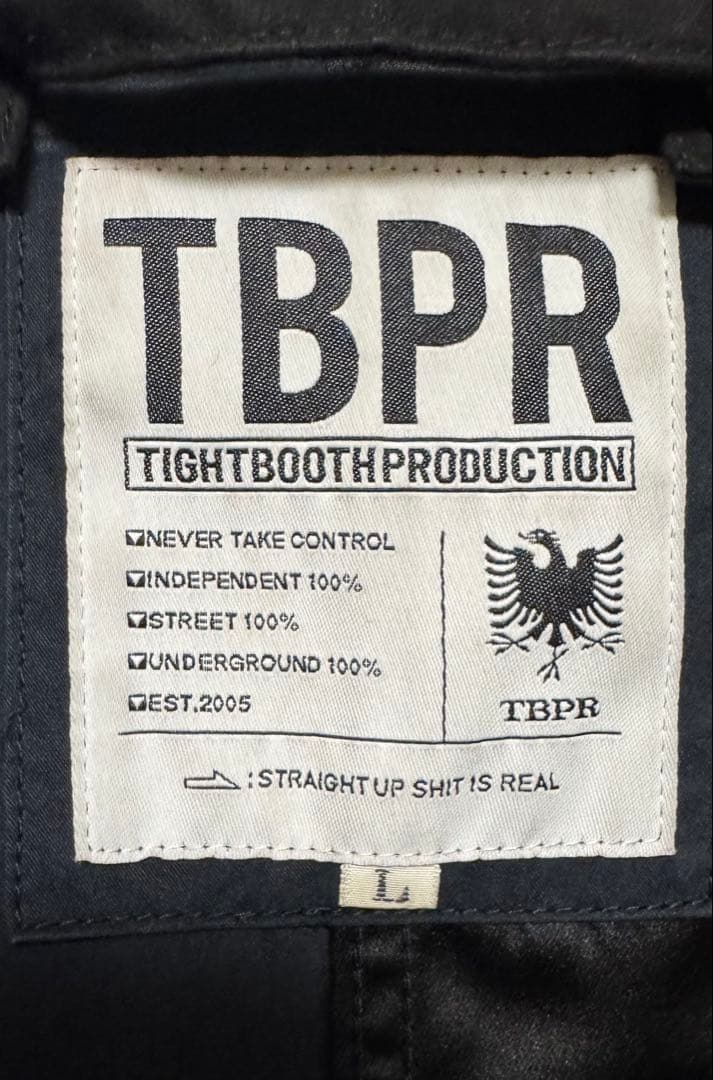 TBPR
TIGHTBOOTHPRODUCTION
NEVER TAKE CONTROL
INDEPENDENT 100%
STREET 100%
UNDERGROUND 100%
EST.2005
TBPR
:STRAIGHT UP SHIT IS REAL
L